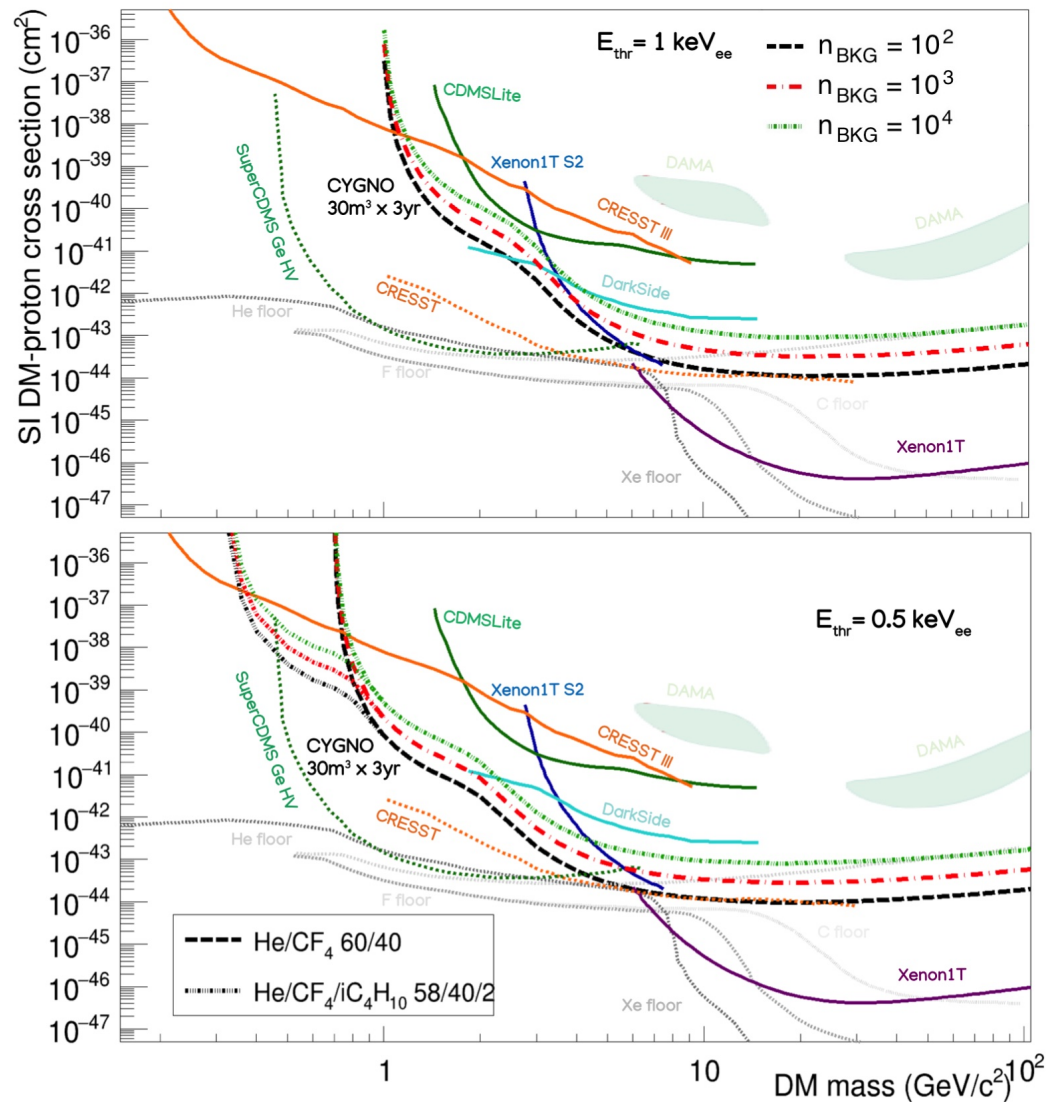 SI DM-proton cross section (cm²)
10⁻³⁶
10⁻³⁷
10⁻³⁸
10⁻³⁹
10⁻⁴⁰
10⁻⁴¹
10⁻⁴²
10⁻⁴³
10⁻⁴⁴
10⁻⁴⁵
10⁻⁴⁶
10⁻⁴⁷
E_thr = 1 keV_ee
n_BKG = 10²
n_BKG = 10³
n_BKG = 10⁴
CDMSLite
Xenon1T S2
DAMA
SuperCDMS Ge HV
CYGNO
30m³ x 3yr
CRESST III
DAMA
CRESST
DarkSide
He floor
F floor
C floor
Xenon1T
Xe floor
10⁻³⁶
10⁻³⁷
10⁻³⁸
10⁻³⁹
10⁻⁴⁰
10⁻⁴¹
10⁻⁴²
10⁻⁴³
10⁻⁴⁴
10⁻⁴⁵
10⁻⁴⁶
10⁻⁴⁷
E_thr = 0.5 keV_ee
CDMSLite
Xenon1T S2
DAMA
SuperCDMS Ge HV
CYGNO
30m³ x 3yr
CRESST III
DAMA
CRESST
DarkSide
He floor
F floor
C floor
Xenon1T
Xe floor
He/CF₄ 60/40
He/CF₄/iC₄H₁₀ 58/40/2
1
10
10²
DM mass (GeV/c²)